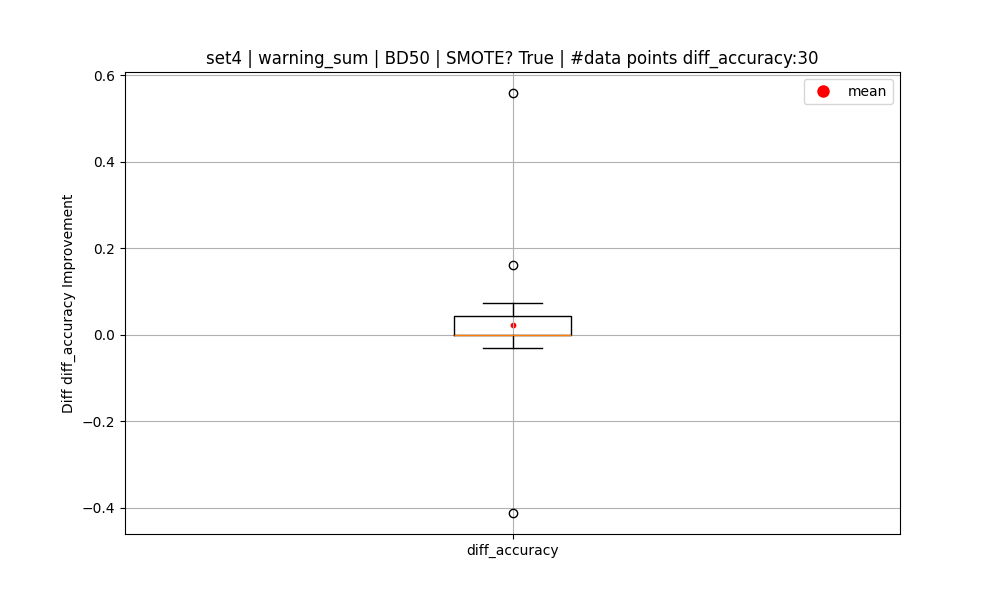 set4 | warning_sum | BD50 | SMOTE? True | #data points diff_accuracy:30
mean
Diff diff_accuracy Improvement
0.6
0.4
0.2
0.0
−0.2
−0.4
diff_accuracy